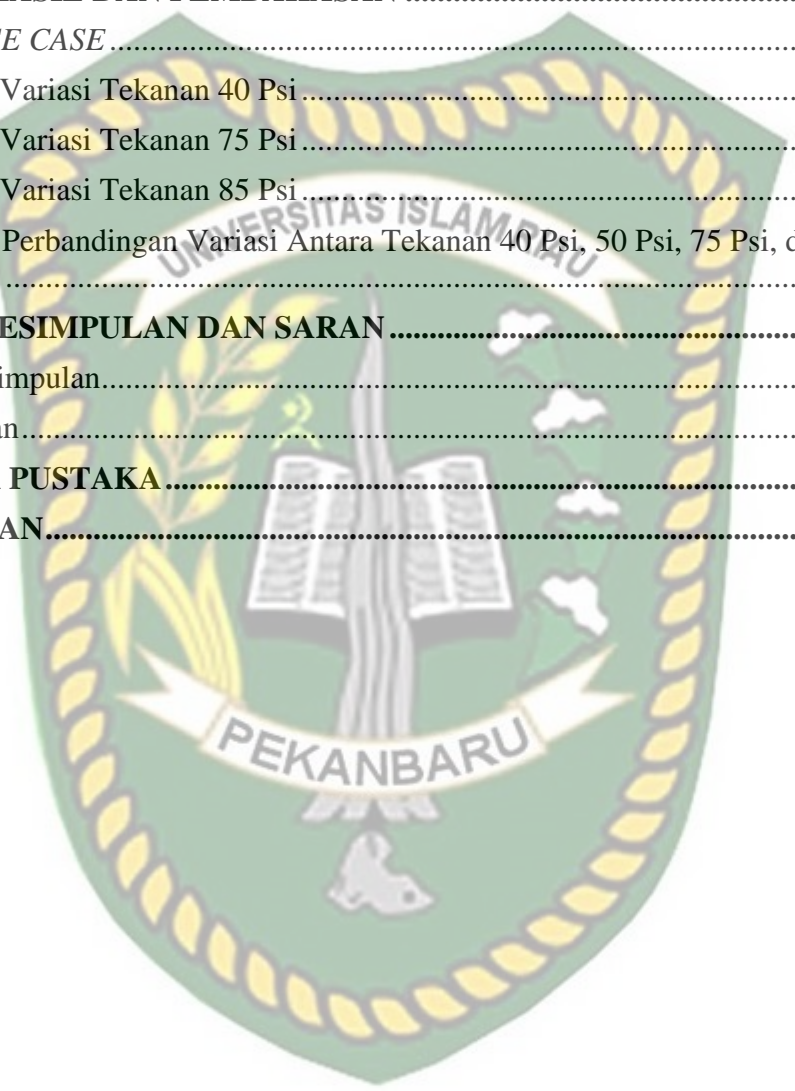 E CASE
Variasi Tekanan 40 Psi
Variasi Tekanan 75 Psi
Variasi Tekanan 85 Psi
UNIVERSITAS ISLAM RIAU
Perbandingan Variasi Antara Tekanan 40 Psi, 50 Psi, 75 Psi, d
ESIMPULAN DAN SARAN
impulan
an
PUSTAKA
AN
PEKANBARU